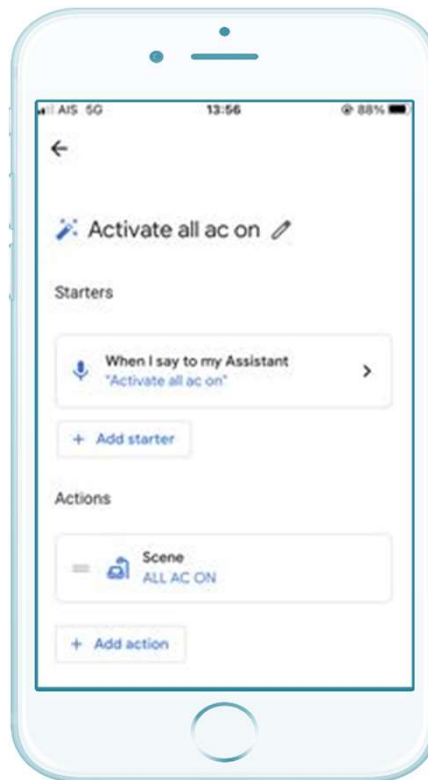 AIS 5G 13:56 88%
Activate all ac on
Starters
When I say to my Assistant
"Activate all ac on"
+ Add starter
Actions
Scene
ALL AC ON
+ Add action